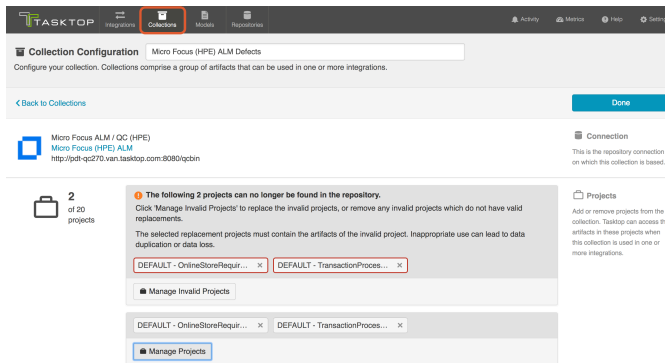 TASKTOP
Integrations
Collections
Models
Repositories
Activity
Metrics
Help
Collection Configuration
Micro Focus (HPE) ALM Defects
Configure your collection. Collections comprise a group of artifacts that can be used in one or more integrations.
Back to Collections
Done
Micro Focus ALM / QC (HPE)
Micro Focus (HPE) ALM
http://pdt-qc270.van.tasktop.com:8080/qcbin
Connection
This is the repository connection
on which this collection is based.
2
of 20
projects
The following 2 projects can no longer be found in the repository.
Click 'Manage Invalid Projects' to replace the invalid projects, or remove any invalid projects which do not have valid
replacements.
The selected replacement projects must contain the artifacts of the invalid project. Inappropriate use can lead to data
duplication or data loss.
DEFAULT - OnlineStoreRequir... ×
DEFAULT - TransactionProces... ×
Manage Invalid Projects
DEFAULT - OnlineStoreRequir... ×
DEFAULT - TransactionProces... ×
Manage Projects
Projects
Add or remove projects from the
collection. Tasktop can access
artifacts in these projects when
this collection is used in one or
more integrations.